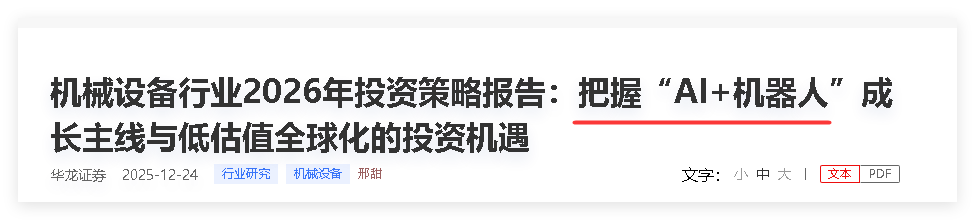 机械设备行业2026年投资策略报告：把握“AI+机器人”成
长主线与低估值全球化的投资机遇
华龙证券 2025-12-24 行业研究 机械设备 邢甜 文字： 小 中 大 | 文本 PDF